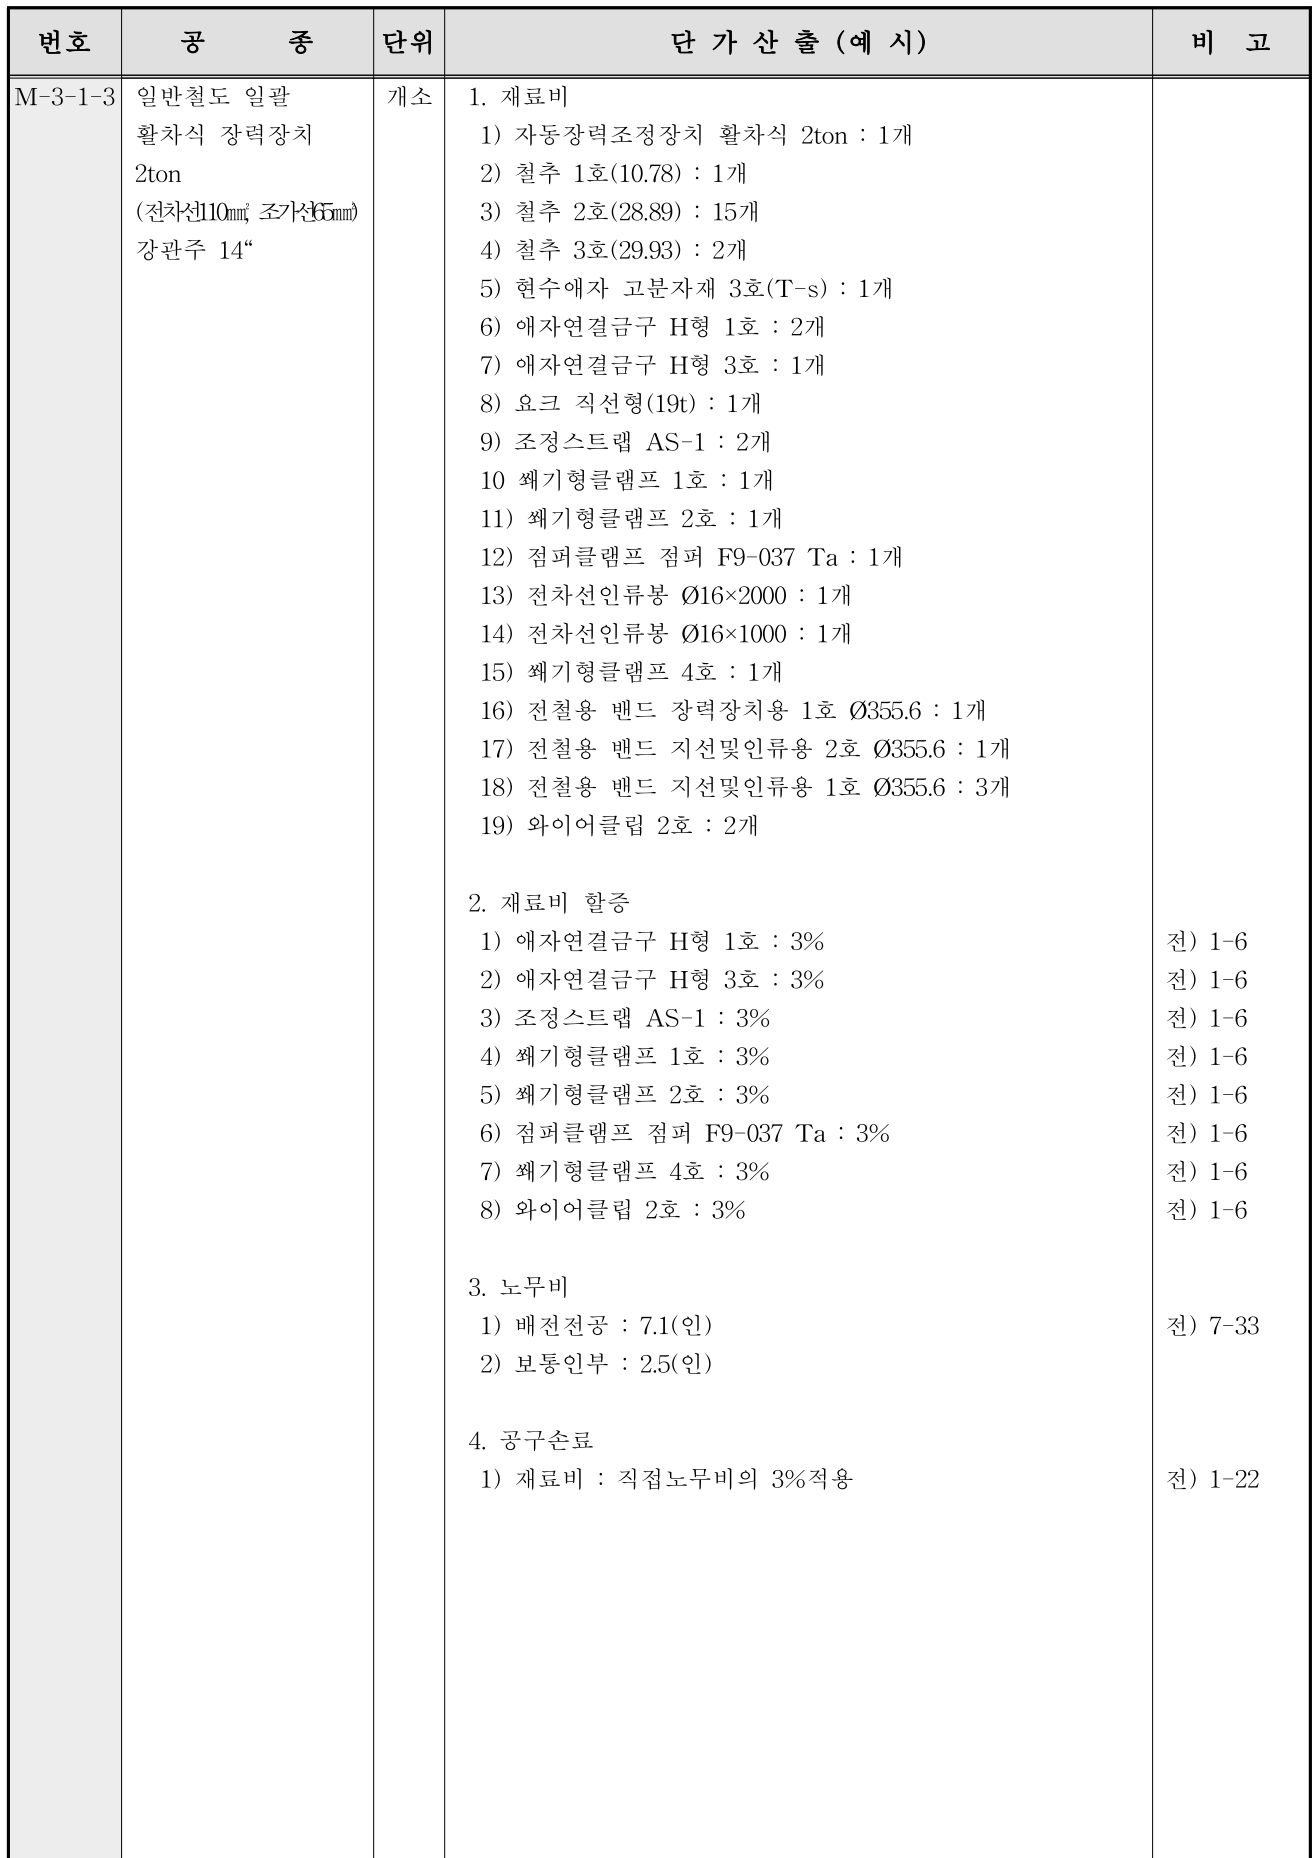 번호 공 종 단위 단 가 산 출 (예 시) 비 고
M-3-1-3 일반철도 일괄 개소 1. 재료비
활차식 장력장치 1) 자동장력조정장치 활차식 2ton : 1개
2ton 2) 철추 1호(10.78) : 1개
(전차선110㎟, 조가선65㎟) 3) 철추 2호(28.89) : 15개
강관주 14“ 4) 철추 3호(29.93) : 2개
5) 현수애자 고분자재 3호(T-s) : 1개
6) 애자연결금구 H형 1호 : 2개
7) 애자연결금구 H형 3호 : 1개
8) 요크 직선형(19t) : 1개
9) 조정스트랩 AS-1 : 2개
10 쐐기형클램프 1호 : 1개
11) 쐐기형클램프 2호 : 1개
12) 점퍼클램프 점퍼 F9-037 Ta : 1개
13) 전차선인류봉 Ø16×2000 : 1개
14) 전차선인류봉 Ø16×1000 : 1개
15) 쐐기형클램프 4호 : 1개
16) 전철용 밴드 장력장치용 1호 Ø355.6 : 1개
17) 전철용 밴드 지선및인류용 2호 Ø355.6 : 1개
18) 전철용 밴드 지선및인류용 1호 Ø355.6 : 3개
19) 와이어클립 2호 : 2개
2. 재료비 할증
1) 애자연결금구 H형 1호 : 3% 전) 1-6
2) 애자연결금구 H형 3호 : 3% 전) 1-6
3) 조정스트랩 AS-1 : 3% 전) 1-6
4) 쐐기형클램프 1호 : 3% 전) 1-6
5) 쐐기형클램프 2호 : 3% 전) 1-6
6) 점퍼클램프 점퍼 F9-037 Ta : 3% 전) 1-6
7) 쐐기형클램프 4호 : 3% 전) 1-6
8) 와이어클립 2호 : 3% 전) 1-6
3. 노무비
1) 배전전공 : 7.1(인) 전) 7-33
2) 보통인부 : 2.5(인)
4. 공구손료
1) 재료비 : 직접노무비의 3%적용 전) 1-22